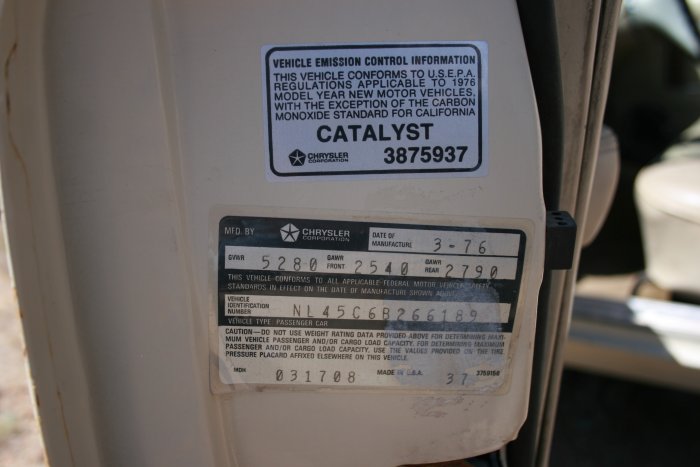 VEHICLE EMISSION CONTROL INFORMATION
THIS VEHICLE CONFORMS TO U.S.E.P.A.
REGULATIONS APPLICABLE TO 1976
MODEL YEAR NEW MOTOR VEHICLES,
WITH THE EXCEPTION OF THE CARBON
MONOXIDE STANDARD FOR CALIFORNIA
CATALYST
CHRYSLER CORPORATION 3875937
MFD. BY CHRYSLER CORPORATION DATE OF MANUFACTURE 3-76
GVWR 5280 GAWR FRONT 2540 GAWR REAR 2790
THIS VEHICLE CONFORMS TO ALL APPLICABLE FEDERAL MOTOR VEHICLE SAFETY
STANDARDS IN EFFECT ON THE DATE OF MANUFACTURE SHOWN ABOVE.
VEHICLE IDENTIFICATION NUMBER NL45C6B266189
VEHICLE TYPE: PASSENGER CAR
CAUTION—DO NOT USE WEIGHT RATING DATA PROVIDED ABOVE FOR DETERMINING MAXI-
MUM VEHICLE PASSENGER AND/OR CARGO LOAD CAPACITY. FOR DETERMINING MAXIMUM
PASSENGER AND/OR CARGO LOAD CAPACITY, USE THE VALUES PROVIDED ON THE TIRE
PRESSURE PLACARD AFFIXED ELSEWHERE ON THIS VEHICLE.
MDH 031708 MADE IN U.S.A. 37 3759158